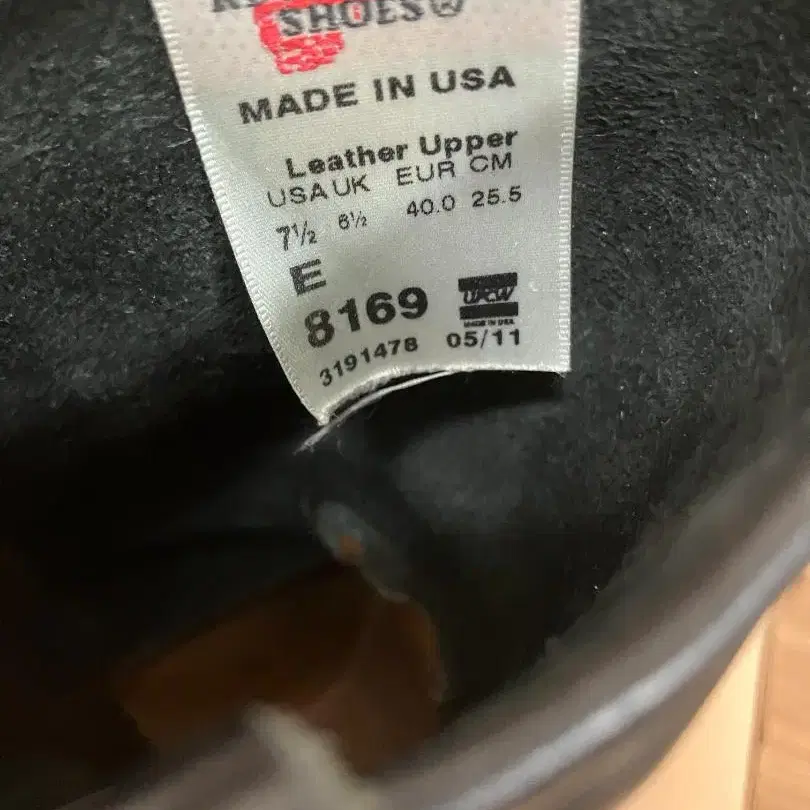 SHOES®
MADE IN USA
Leather Upper
USA UK EUR CM
7½ 6½ 40.0 25.5
E
8169 UFCW
MADE IN USA
3191478 05/11